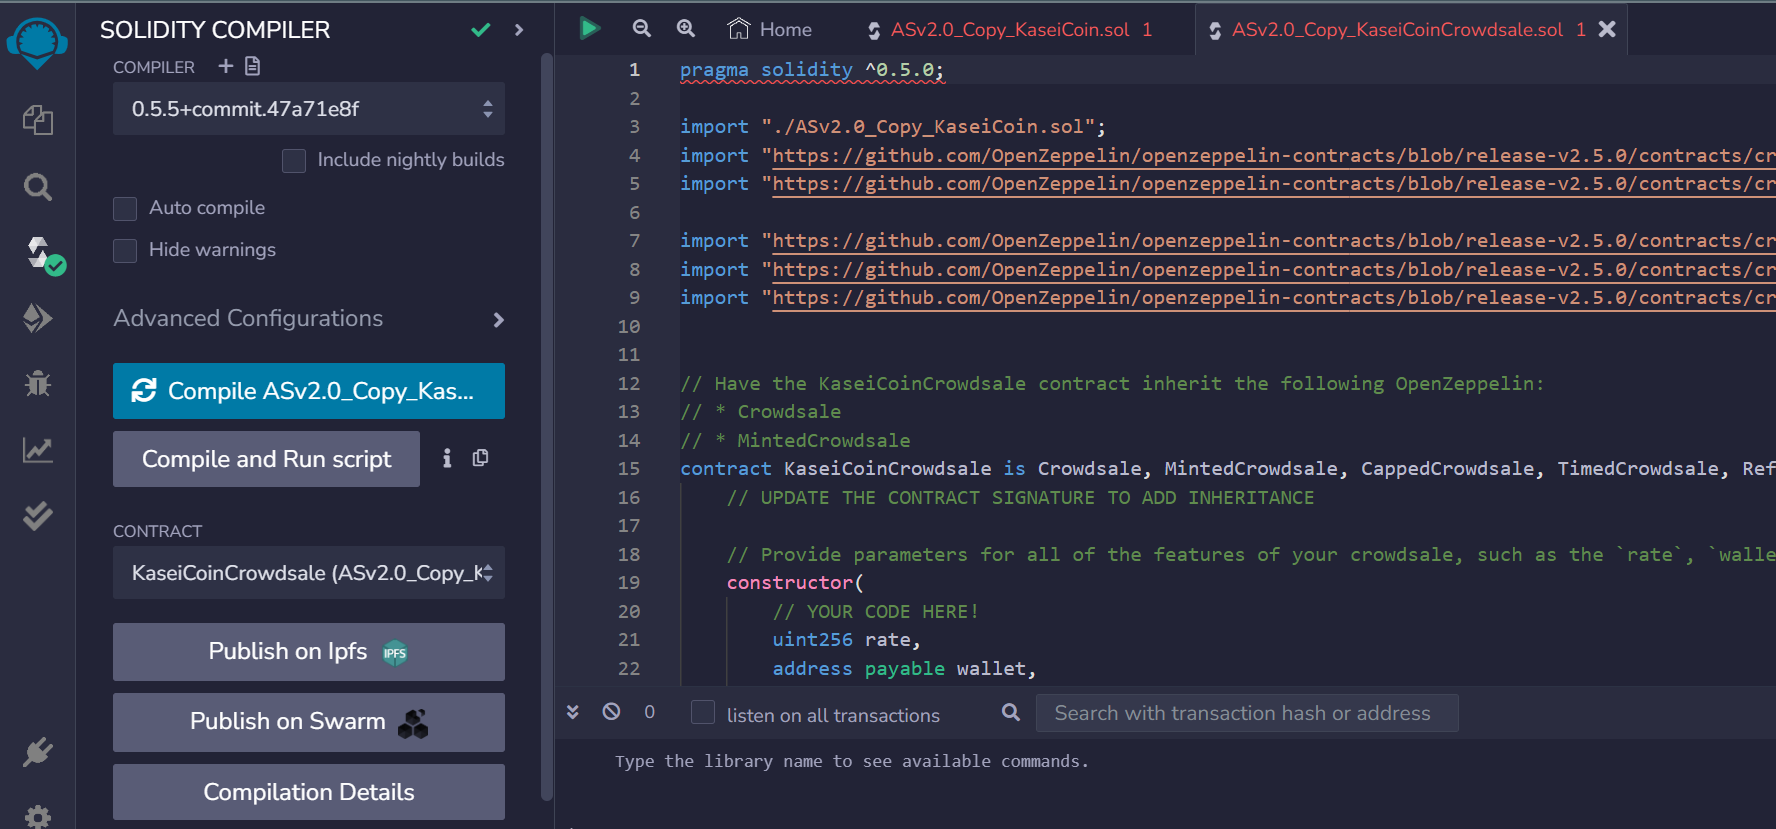 SOLIDITY COMPILER
COMPILER
0.5.5+commit.47a71e8f
Include nightly builds
Auto compile
Hide warnings
Advanced Configurations
Compile ASv2.0_Copy_Kas...
Compile and Run script
CONTRACT
KaseiCoinCrowdsale (ASv2.0_Copy_K
Publish on Ipfs IPFS
Publish on Swarm
Compilation Details
Home ASv2.0_Copy_KaseiCoin.sol 1 ASv2.0_Copy_KaseiCoinCrowdsale.sol 1
1 pragma solidity ^0.5.0;
2
3 import "./ASv2.0_Copy_KaseiCoin.sol";
4 import "https://github.com/OpenZeppelin/openzeppelin-contracts/blob/release-v2.5.0/contracts/cr
5 import "https://github.com/OpenZeppelin/openzeppelin-contracts/blob/release-v2.5.0/contracts/cr
6
7 import "https://github.com/OpenZeppelin/openzeppelin-contracts/blob/release-v2.5.0/contracts/cr
8 import "https://github.com/OpenZeppelin/openzeppelin-contracts/blob/release-v2.5.0/contracts/cr
9 import "https://github.com/OpenZeppelin/openzeppelin-contracts/blob/release-v2.5.0/contracts/cr
10
11
12 // Have the KaseiCoinCrowdsale contract inherit the following OpenZeppelin:
13 // * Crowdsale
14 // * MintedCrowdsale
15 contract KaseiCoinCrowdsale is Crowdsale, MintedCrowdsale, CappedCrowdsale, TimedCrowdsale, Ref
16 // UPDATE THE CONTRACT SIGNATURE TO ADD INHERITANCE
17
18 // Provide parameters for all of the features of your crowdsale, such as the `rate`, `walle
19 constructor(
20 // YOUR CODE HERE!
21 uint256 rate,
22 address payable wallet,
0 listen on all transactions Search with transaction hash or address
Type the library name to see available commands.